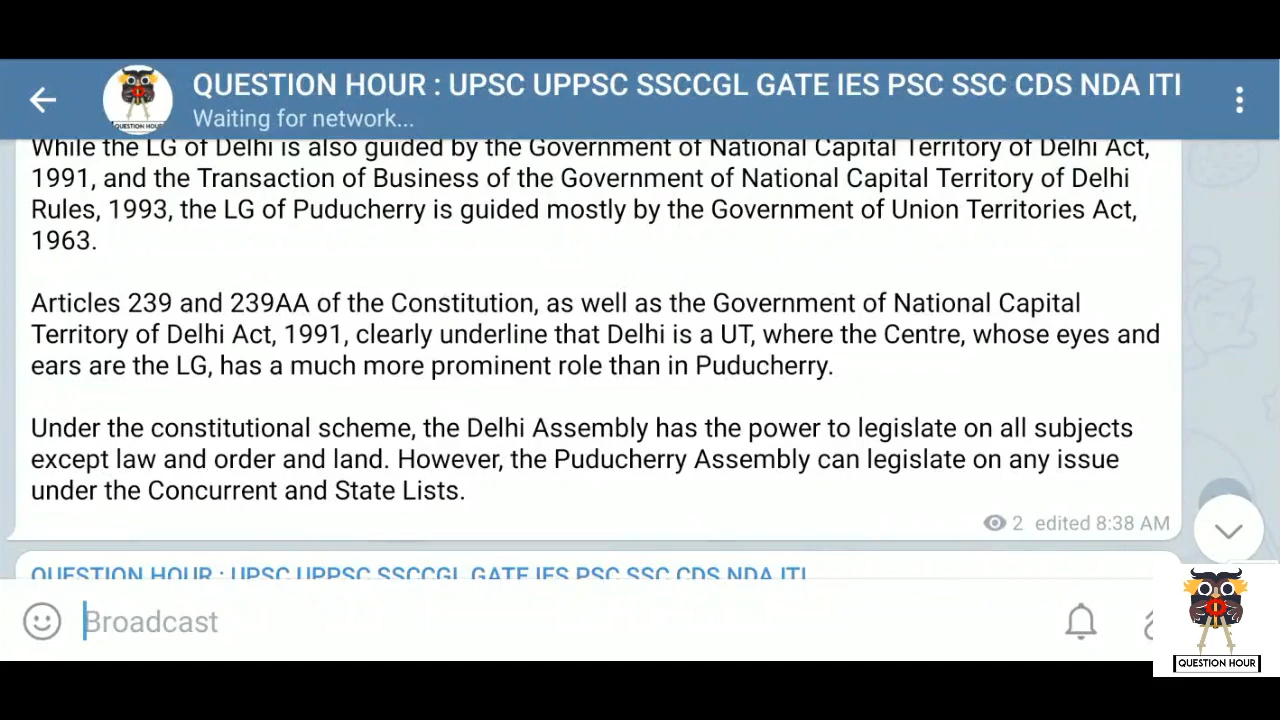 QUESTION HOUR : UPSC UPPSC SSCCGL GATE IES PSC SSC CDS NDA ITI
Waiting for network...
QUESTION HOUR
While the LG of Delhi is also guided by the Government of National Capital Territory of Delhi Act,
1991, and the Transaction of Business of the Government of National Capital Territory of Delhi
Rules, 1993, the LG of Puducherry is guided mostly by the Government of Union Territories Act,
1963.
Articles 239 and 239AA of the Constitution, as well as the Government of National Capital
Territory of Delhi Act, 1991, clearly underline that Delhi is a UT, where the Centre, whose eyes and
ears are the LG, has a much more prominent role than in Puducherry.
Under the constitutional scheme, the Delhi Assembly has the power to legislate on all subjects
except law and order and land. However, the Puducherry Assembly can legislate on any issue
under the Concurrent and State Lists.
2 edited 8:38 AM
QUESTION HOUR : UPSC UPPSC SSCCGL GATE IES PSC SSC CDS NDA ITI
Broadcast
QUESTION HOUR